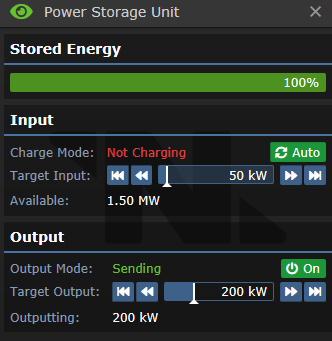 Power Storage Unit
Stored Energy
100%
Input
Charge Mode: Not Charging Auto
Target Input: 50 kW
Available: 1.50 MW
Output
Output Mode: Sending On
Target Output: 200 kW
Outputting: 200 kW